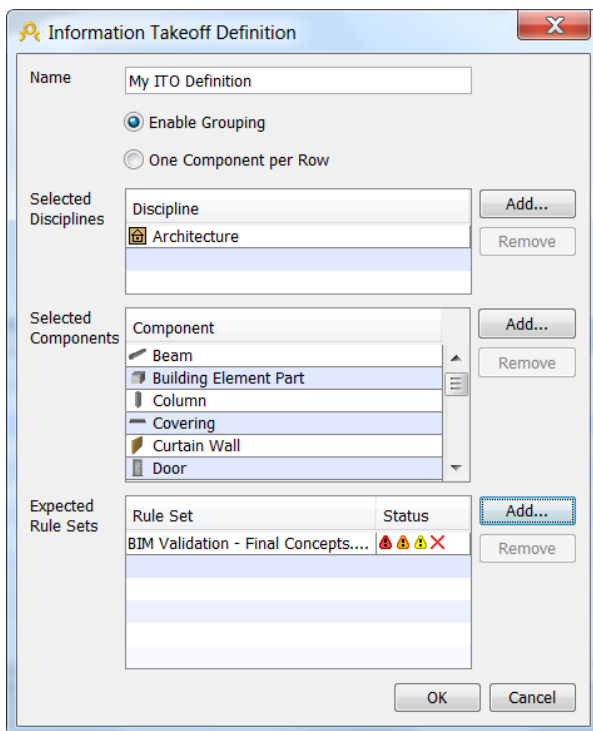 Information Takeoff Definition
Name
My ITO Definition
Enable Grouping
One Component per Row
Selected
Disciplines
Discipline
Add...
Architecture
Remove
Selected
Components
Component
Add...
Beam
Remove
Building Element Part
Column
Covering
Curtain Wall
Door
Expected
Rule Sets
Rule Set Status
Add...
BIM Validation - Final Concepts....
Remove
OK Cancel